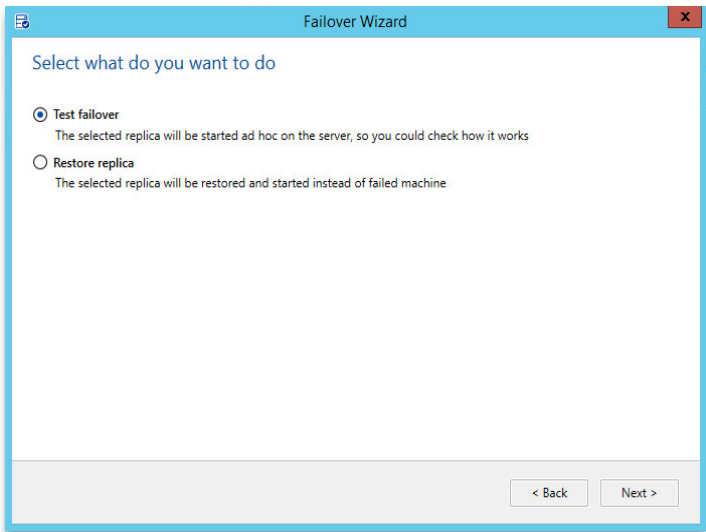 Failover Wizard
x
Select what do you want to do
Test failover
The selected replica will be started ad hoc on the server, so you could check how it works
Restore replica
The selected replica will be restored and started instead of failed machine
< Back Next >